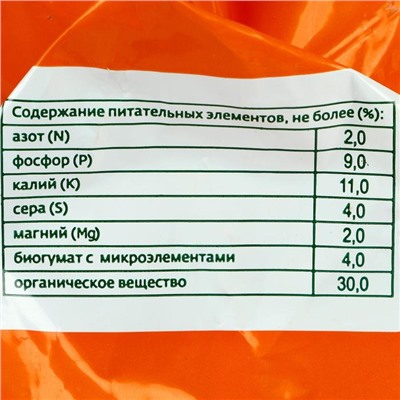 Содержание питательных элементов, не более (%):
азот (N) 2,0
фосфор (P) 9,0
калий (K) 11,0
сера (S) 4,0
магний (Mg) 2,0
биогумат с микроэлементами 4,0
органическое вещество 30,0